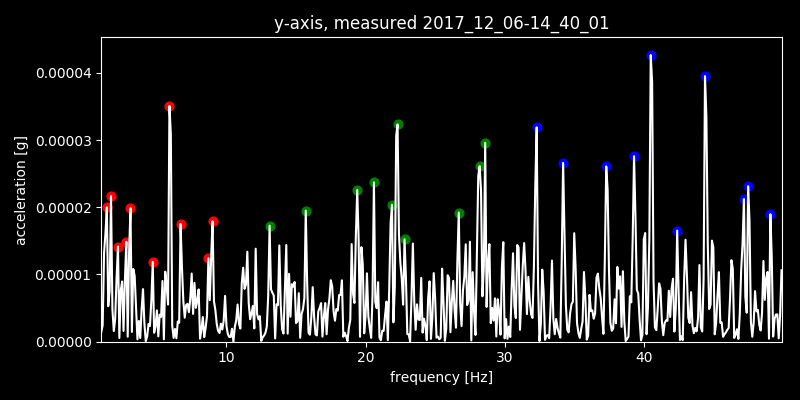 y-axis, measured 2017_12_06-14_40_01
0.00004
0.00003
0.00002
0.00001
0.00000
acceleration [g]
10 20 30 40
frequency [Hz]